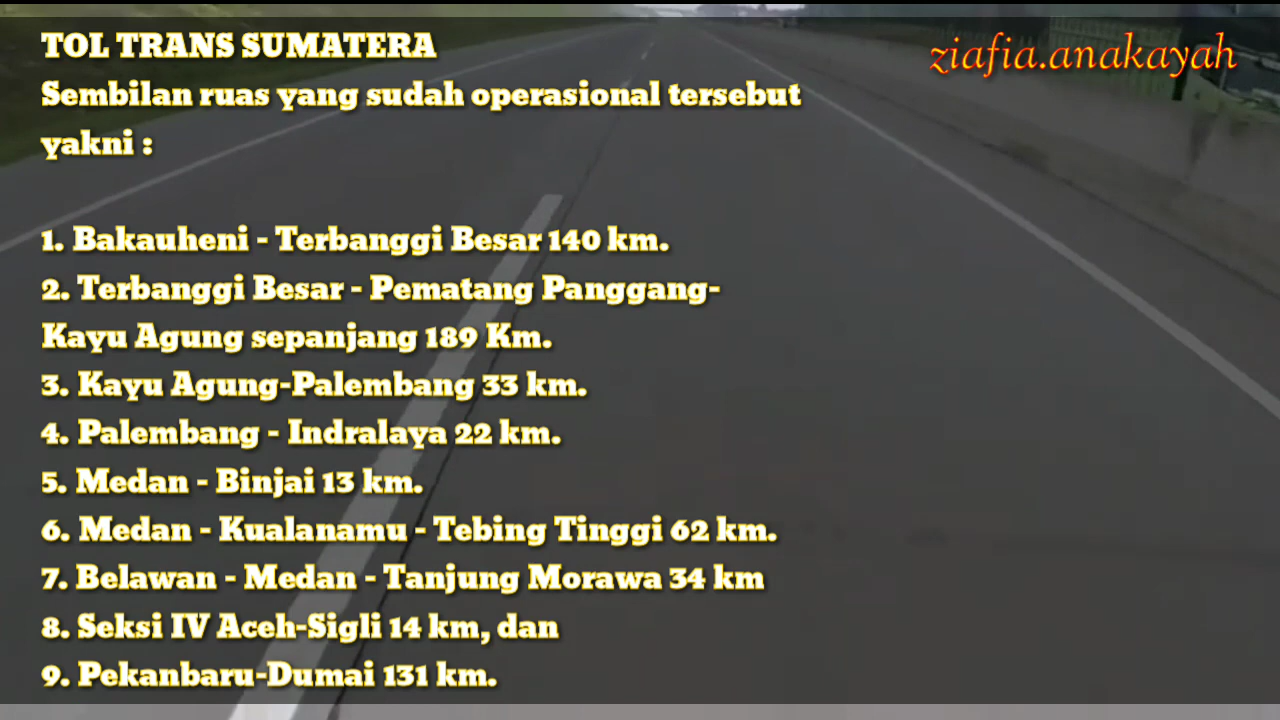 TOL TRANS SUMATERA
ziafia.anakayah
Sembilan ruas yang sudah operasional tersebut
yakni :
1. Bakauheni - Terbanggi Besar 140 km.
2. Terbanggi Besar - Pematang Panggang-
Kayu Agung sepanjang 189 Km.
3. Kayu Agung-Palembang 33 km.
4. Palembang - Indralaya 22 km.
5. Medan - Binjai 13 km.
6. Medan - Kualanamu - Tebing Tinggi 62 km.
7. Belawan - Medan - Tanjung Morawa 34 km
8. Seksi IV Aceh-Sigli 14 km, dan
9. Pekanbaru-Dumai 131 km.